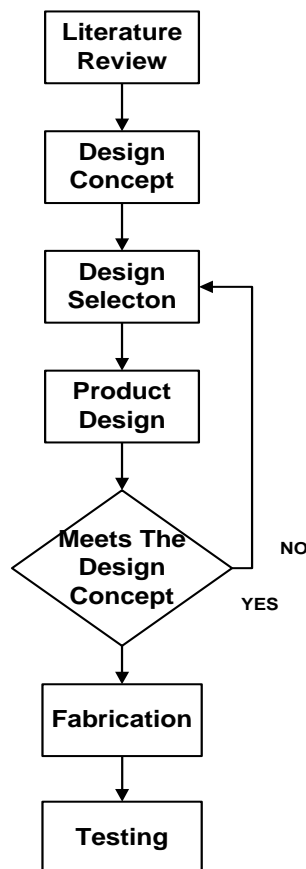 Literature
Review
Design
Concept
Design
Selecton
Product
Design
Meets The
Design
Concept
NO
YES
Fabrication
Testing